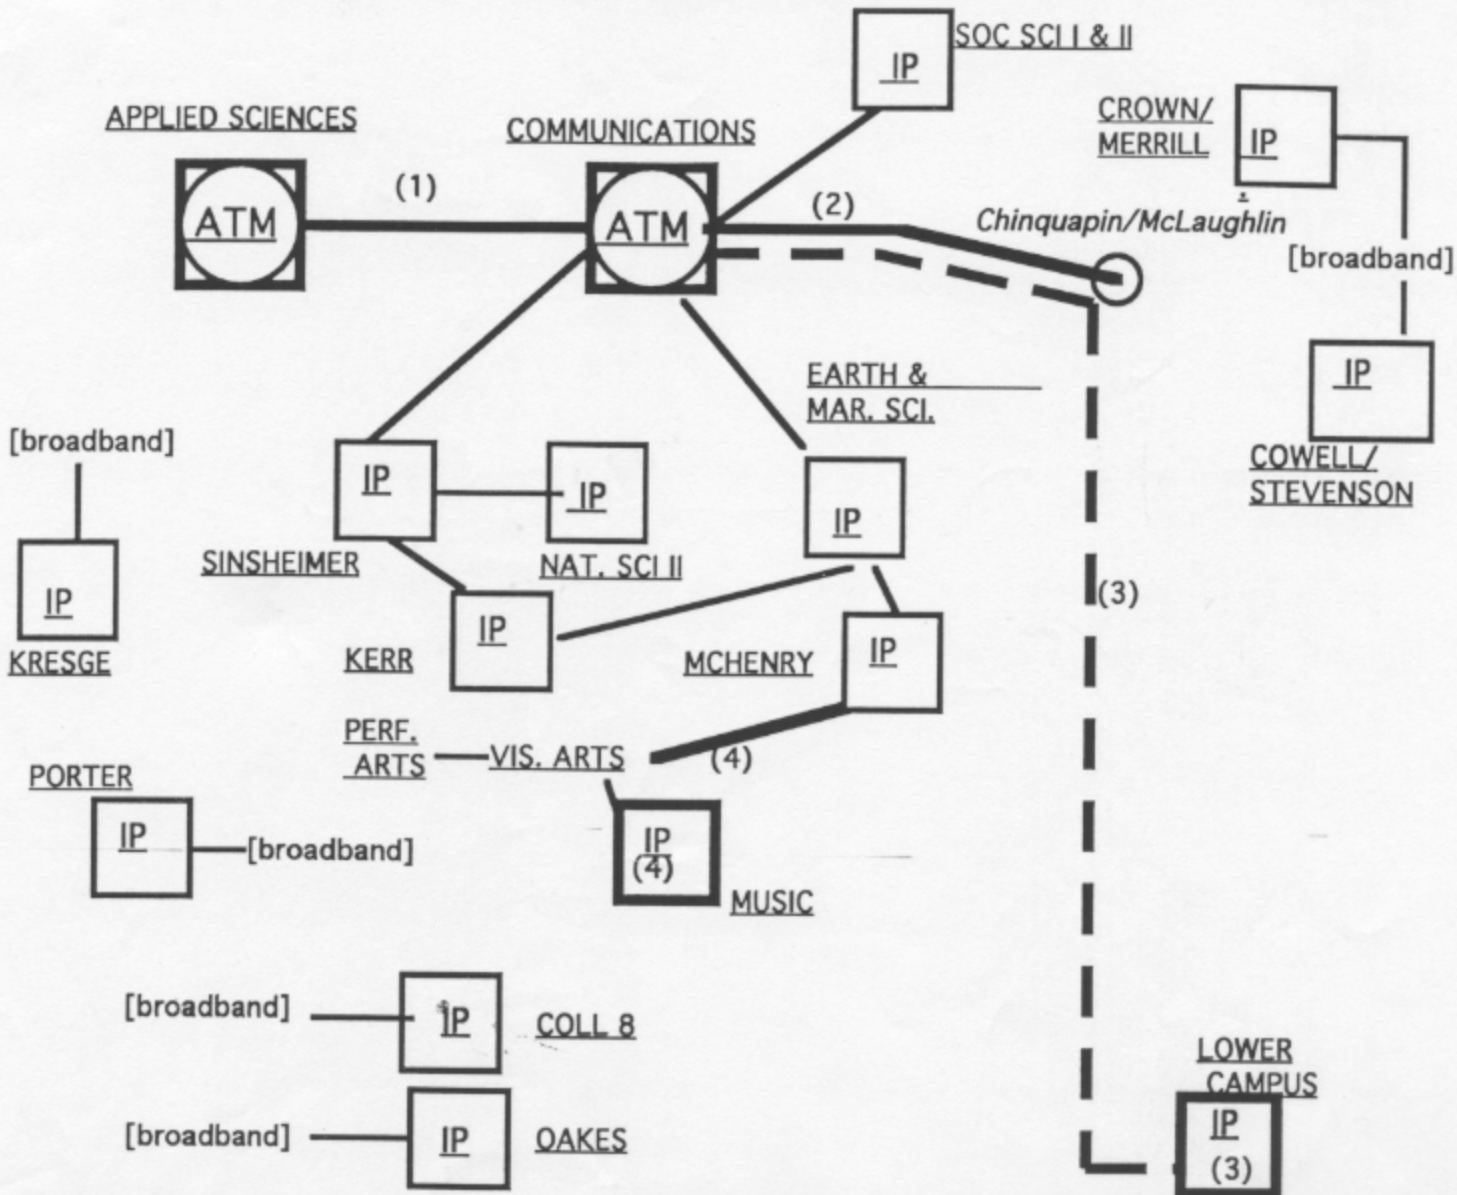 SOC SCI I & II
IP
CROWN/
MERRILL
IP
APPLIED SCIENCES
COMMUNICATIONS
ATM
(1)
ATM
(2)
Chinquapin/McLaughlin
[broadband]
IP
COWELL/
STEVENSON
EARTH &
MAR. SCI.
[broadband]
IP
IP
IP
SINSHEIMER
NAT. SCI II
IP
KRESGE
IP
KERR
MCHENRY
IP
(3)
PERF.
ARTS
VIS. ARTS
(4)
PORTER
IP
[broadband]
IP
(4)
MUSIC
[broadband]
IP
COLL 8
[broadband]
IP
OAKES
LOWER
CAMPUS
IP
(3)